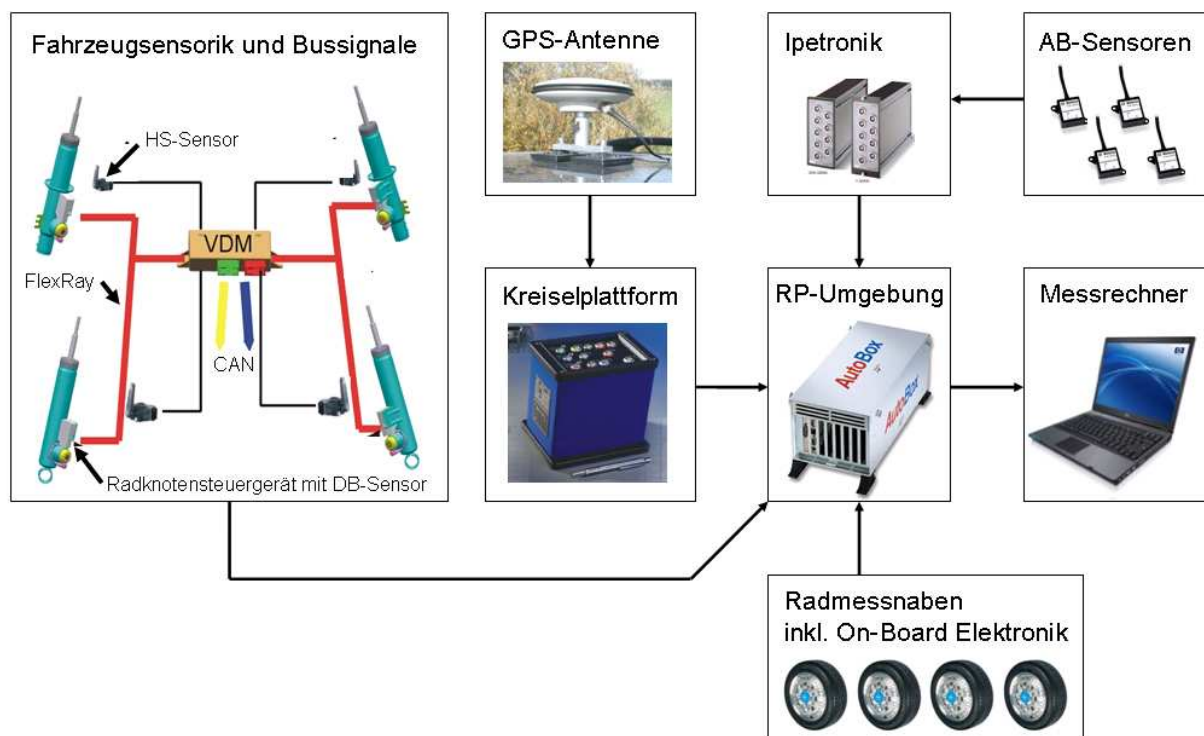 Fahrzeugsensorik und Bussignale
HS-Sensor
VDM
FlexRay
CAN
Radknotensteuergerät mit DB-Sensor
GPS-Antenne
Ipetronik
AB-Sensoren
Kreiselplattform
RP-Umgebung
AutoBox
AutoBox
Messrechner
Radmessnaben
inkl. On-Board Elektronik